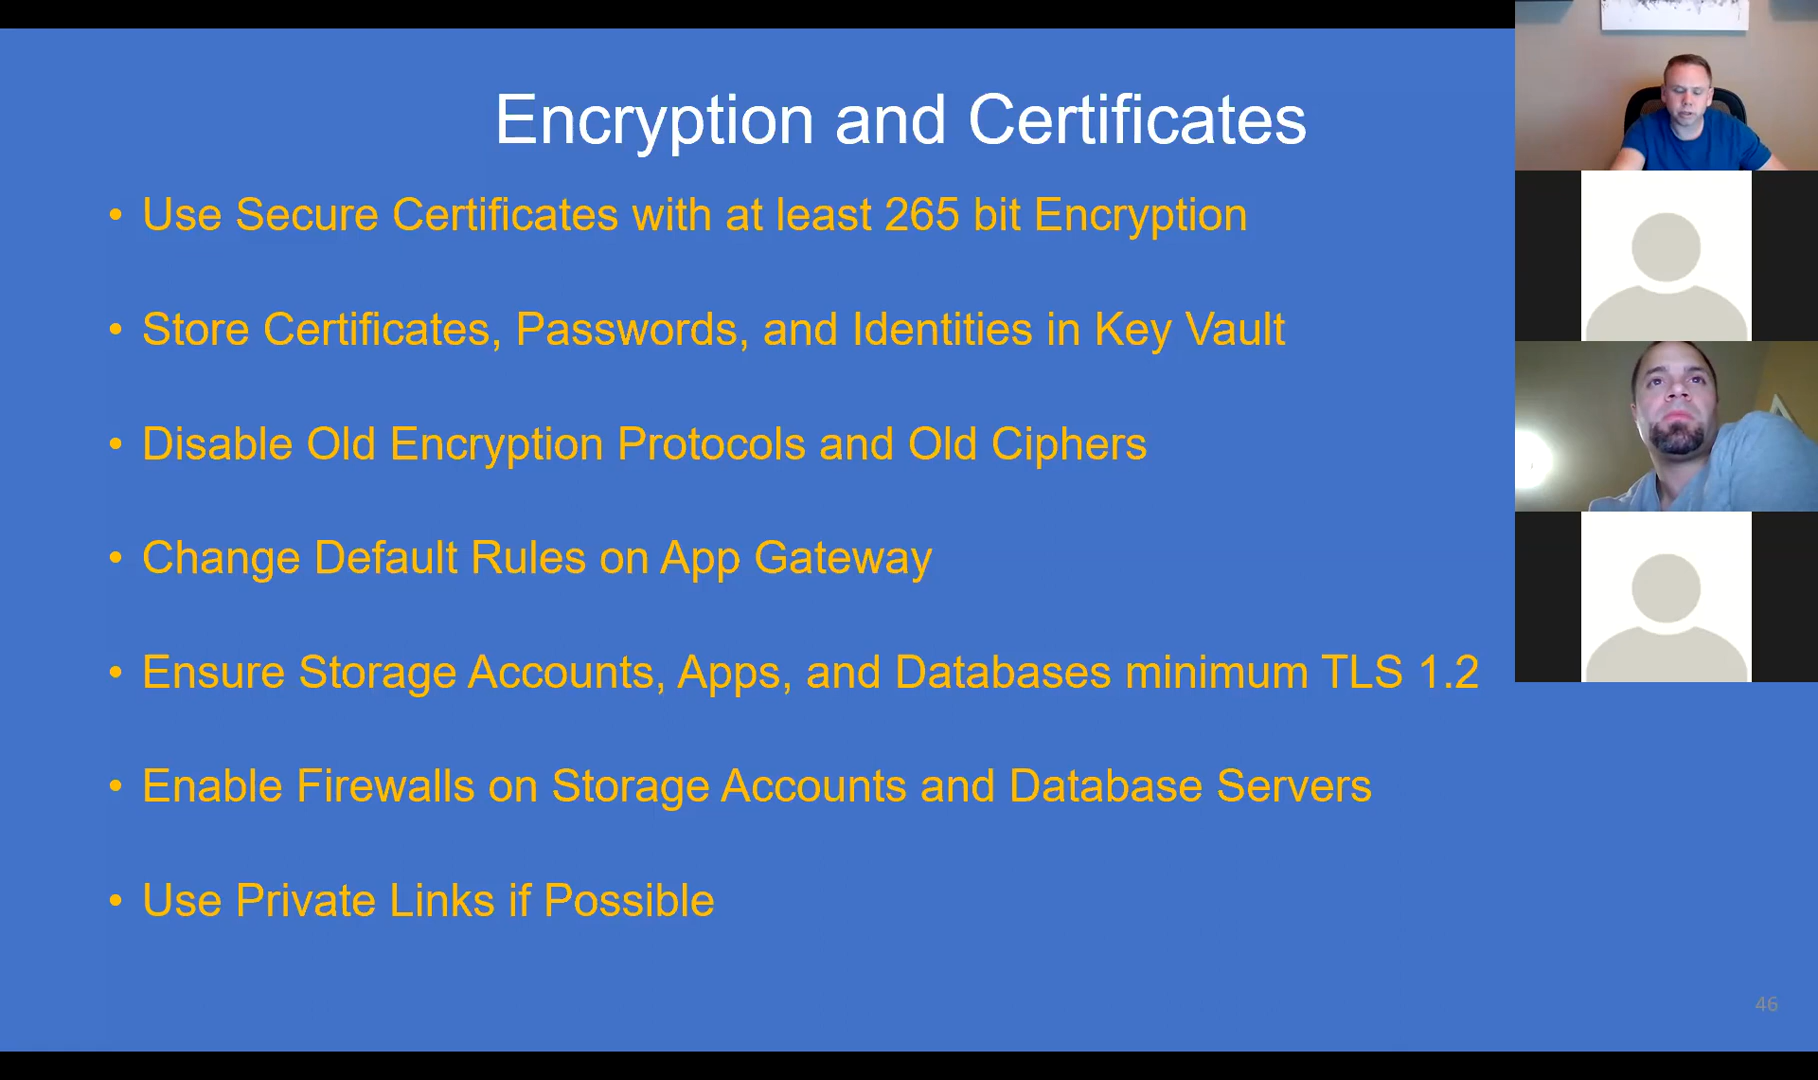 Encryption and Certificates
• Use Secure Certificates with at least 265 bit Encryption
• Store Certificates, Passwords, and Identities in Key Vault
• Disable Old Encryption Protocols and Old Ciphers
• Change Default Rules on App Gateway
• Ensure Storage Accounts, Apps, and Databases minimum TLS 1.2
• Enable Firewalls on Storage Accounts and Database Servers
• Use Private Links if Possible
46